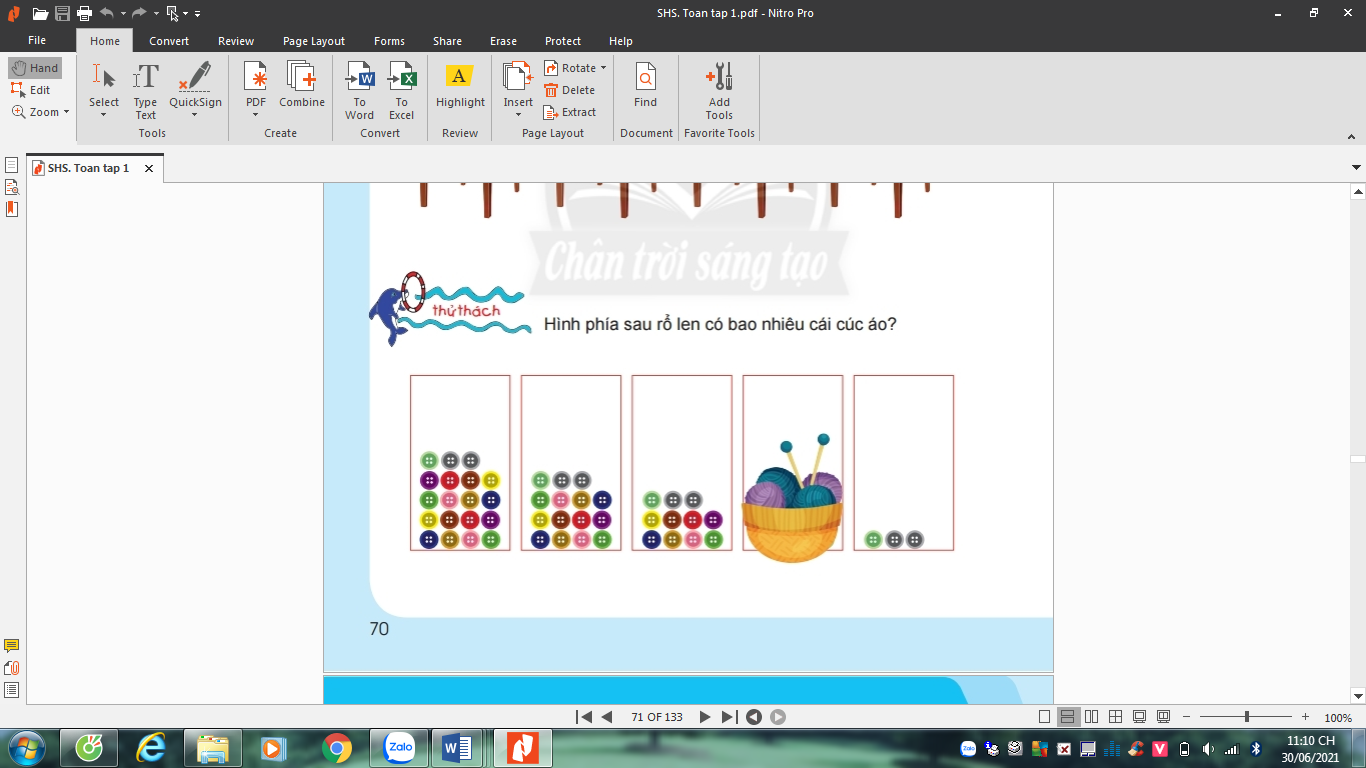 SHS. Toan tap 1.pdf - Nitro Pro
File
Home
Convert
Review
Page Layout
Forms
Share
Erase
Protect
Help
Hand
Edit
Zoom
Select
Type Text
QuickSign
Tools
PDF
Combine
Create
To Word
To Excel
Convert
Highlight
Review
Insert
Rotate
Delete
Extract
Page Layout
Find
Document
Add Tools
Favorite Tools
SHS. Toan tap 1
Chân trời sáng tạo
thử thách
Hình phía sau rổ len có bao nhiêu cái cúc áo?
70
71 OF 133
100%
Zalo
11:10 CH
30/06/2021